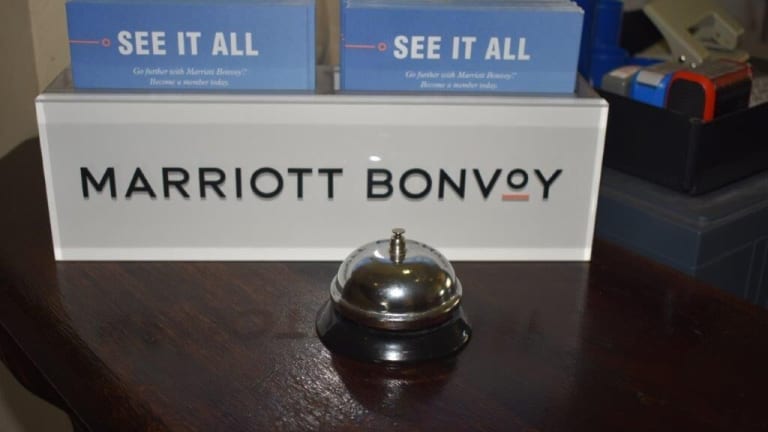 SEE IT ALL
Go further with Marriott Bonvoy.™
Become a member today.
SEE IT ALL
Go further with Marriott Bonvoy.™
Become a member today.
MARRIOTT BONVOY